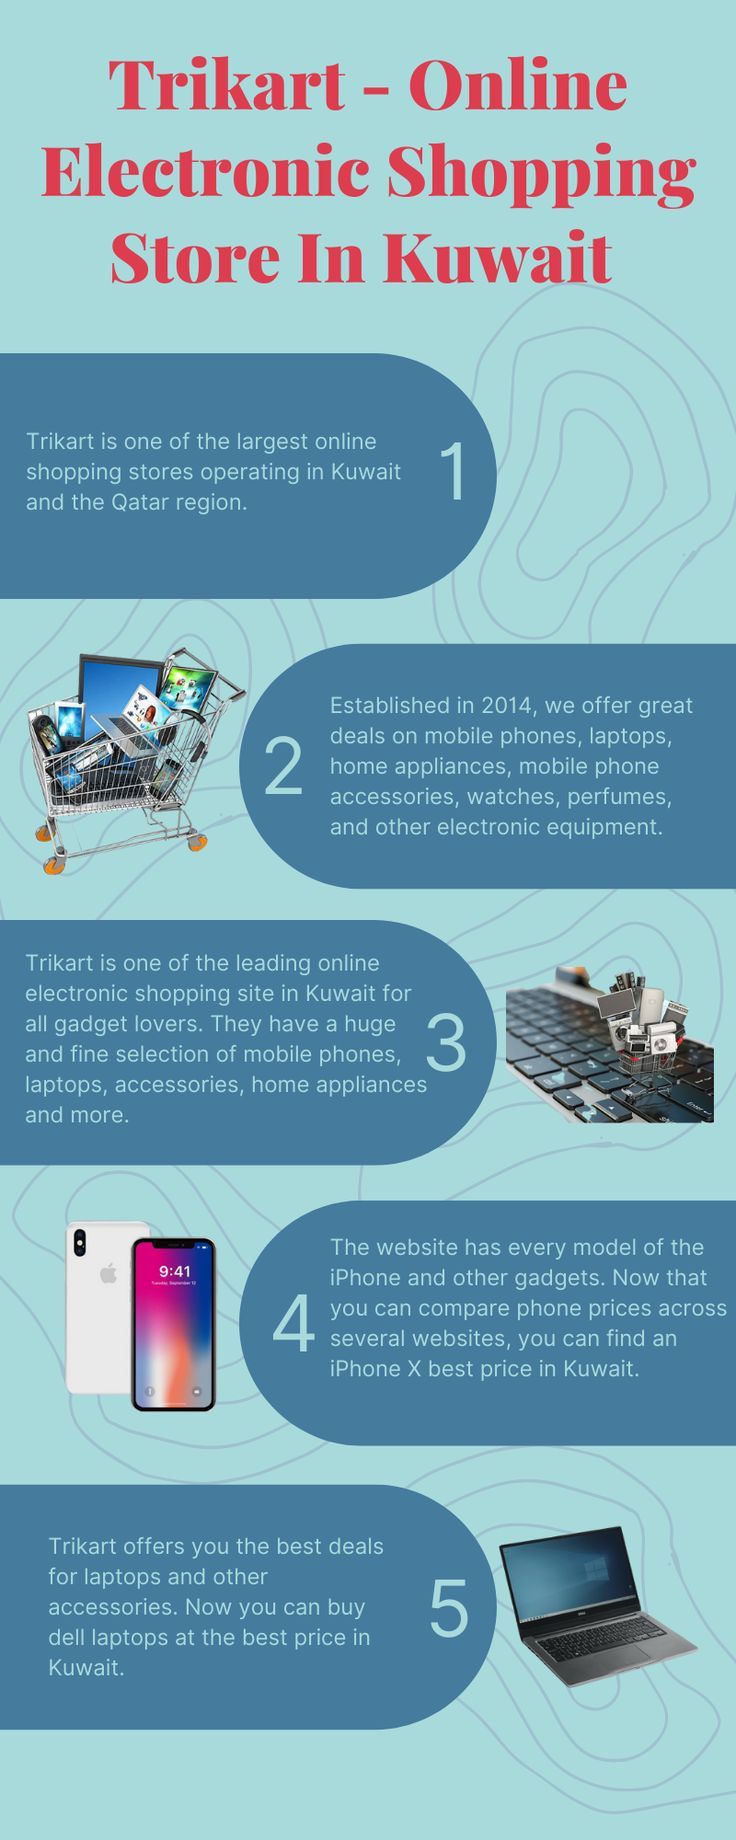 Trikart - Online
Electronic Shopping
Store In Kuwait
Trikart is one of the largest online
shopping stores operating in Kuwait
and the Qatar region.
1
2
Established in 2014, we offer great
deals on mobile phones, laptops,
home appliances, mobile phone
accessories, watches, perfumes,
and other electronic equipment.
Trikart is one of the leading online
electronic shopping site in Kuwait for
all gadget lovers. They have a huge
and fine selection of mobile phones,
laptops, accessories, home appliances
and more.
3
Enter
Shift
9:41
Tuesday, September 12
4
The website has every model of the
iPhone and other gadgets. Now that
you can compare phone prices across
several websites, you can find an
iPhone X best price in Kuwait.
Trikart offers you the best deals
for laptops and other
accessories. Now you can buy
dell laptops at the best price in
Kuwait.
5